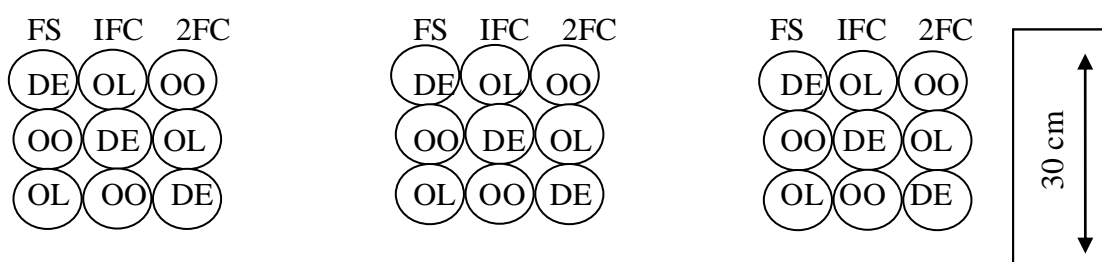 FS IFC 2FC FS IFC 2FC FS IFC 2FC
DE OL OO DE OL OO DE OL OO
OO DE OL OO DE OL OO DE OL
OL OO DE OL OO DE OL OO DE
30 cm